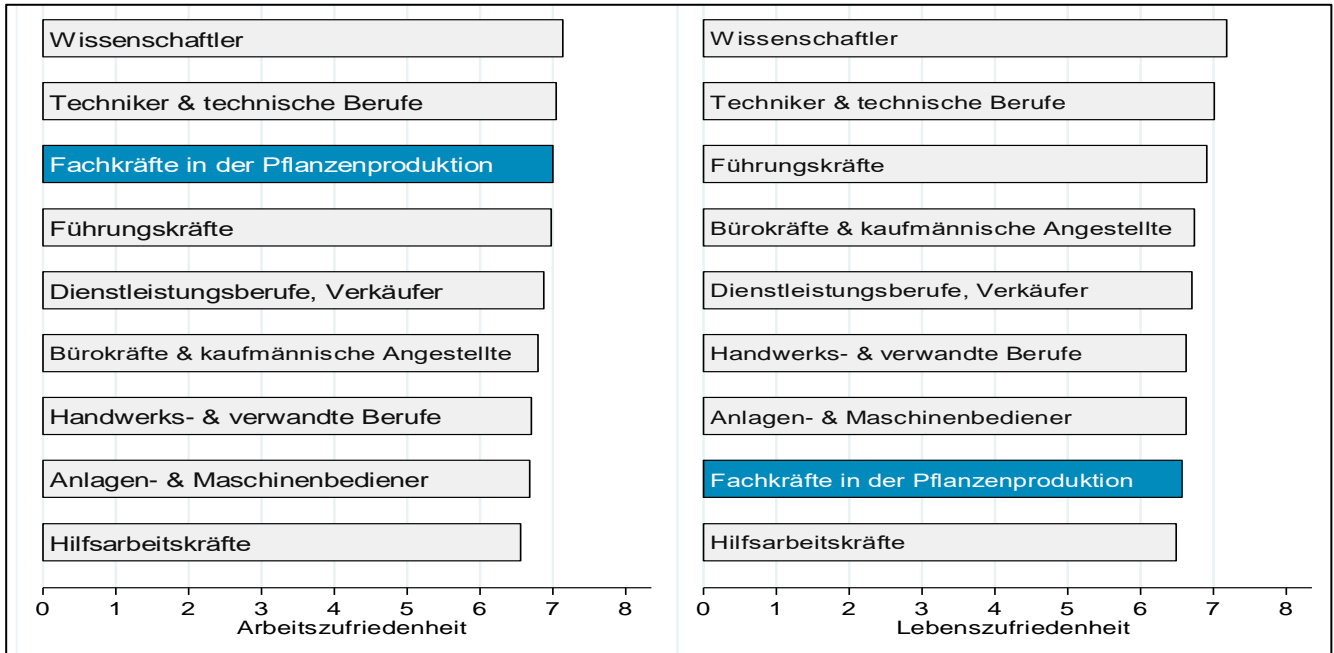 Wissenschaftler
Techniker & technische Berufe
Fachkräfte in der Pflanzenproduktion
Führungskräfte
Dienstleistungsberufe, Verkäufer
Bürokräfte & kaufmännische Angestellte
Handwerks- & verwandte Berufe
Anlagen- & Maschinenbediener
Hilfsarbeitskräfte
0 1 2 3 4 5 6 7 8
Arbeitszufriedenheit
Wissenschaftler
Techniker & technische Berufe
Führungskräfte
Bürokräfte & kaufmännische Angestellte
Dienstleistungsberufe, Verkäufer
Handwerks- & verwandte Berufe
Anlagen- & Maschinenbediener
Fachkräfte in der Pflanzenproduktion
Hilfsarbeitskräfte
0 1 2 3 4 5 6 7 8
Lebenszufriedenheit